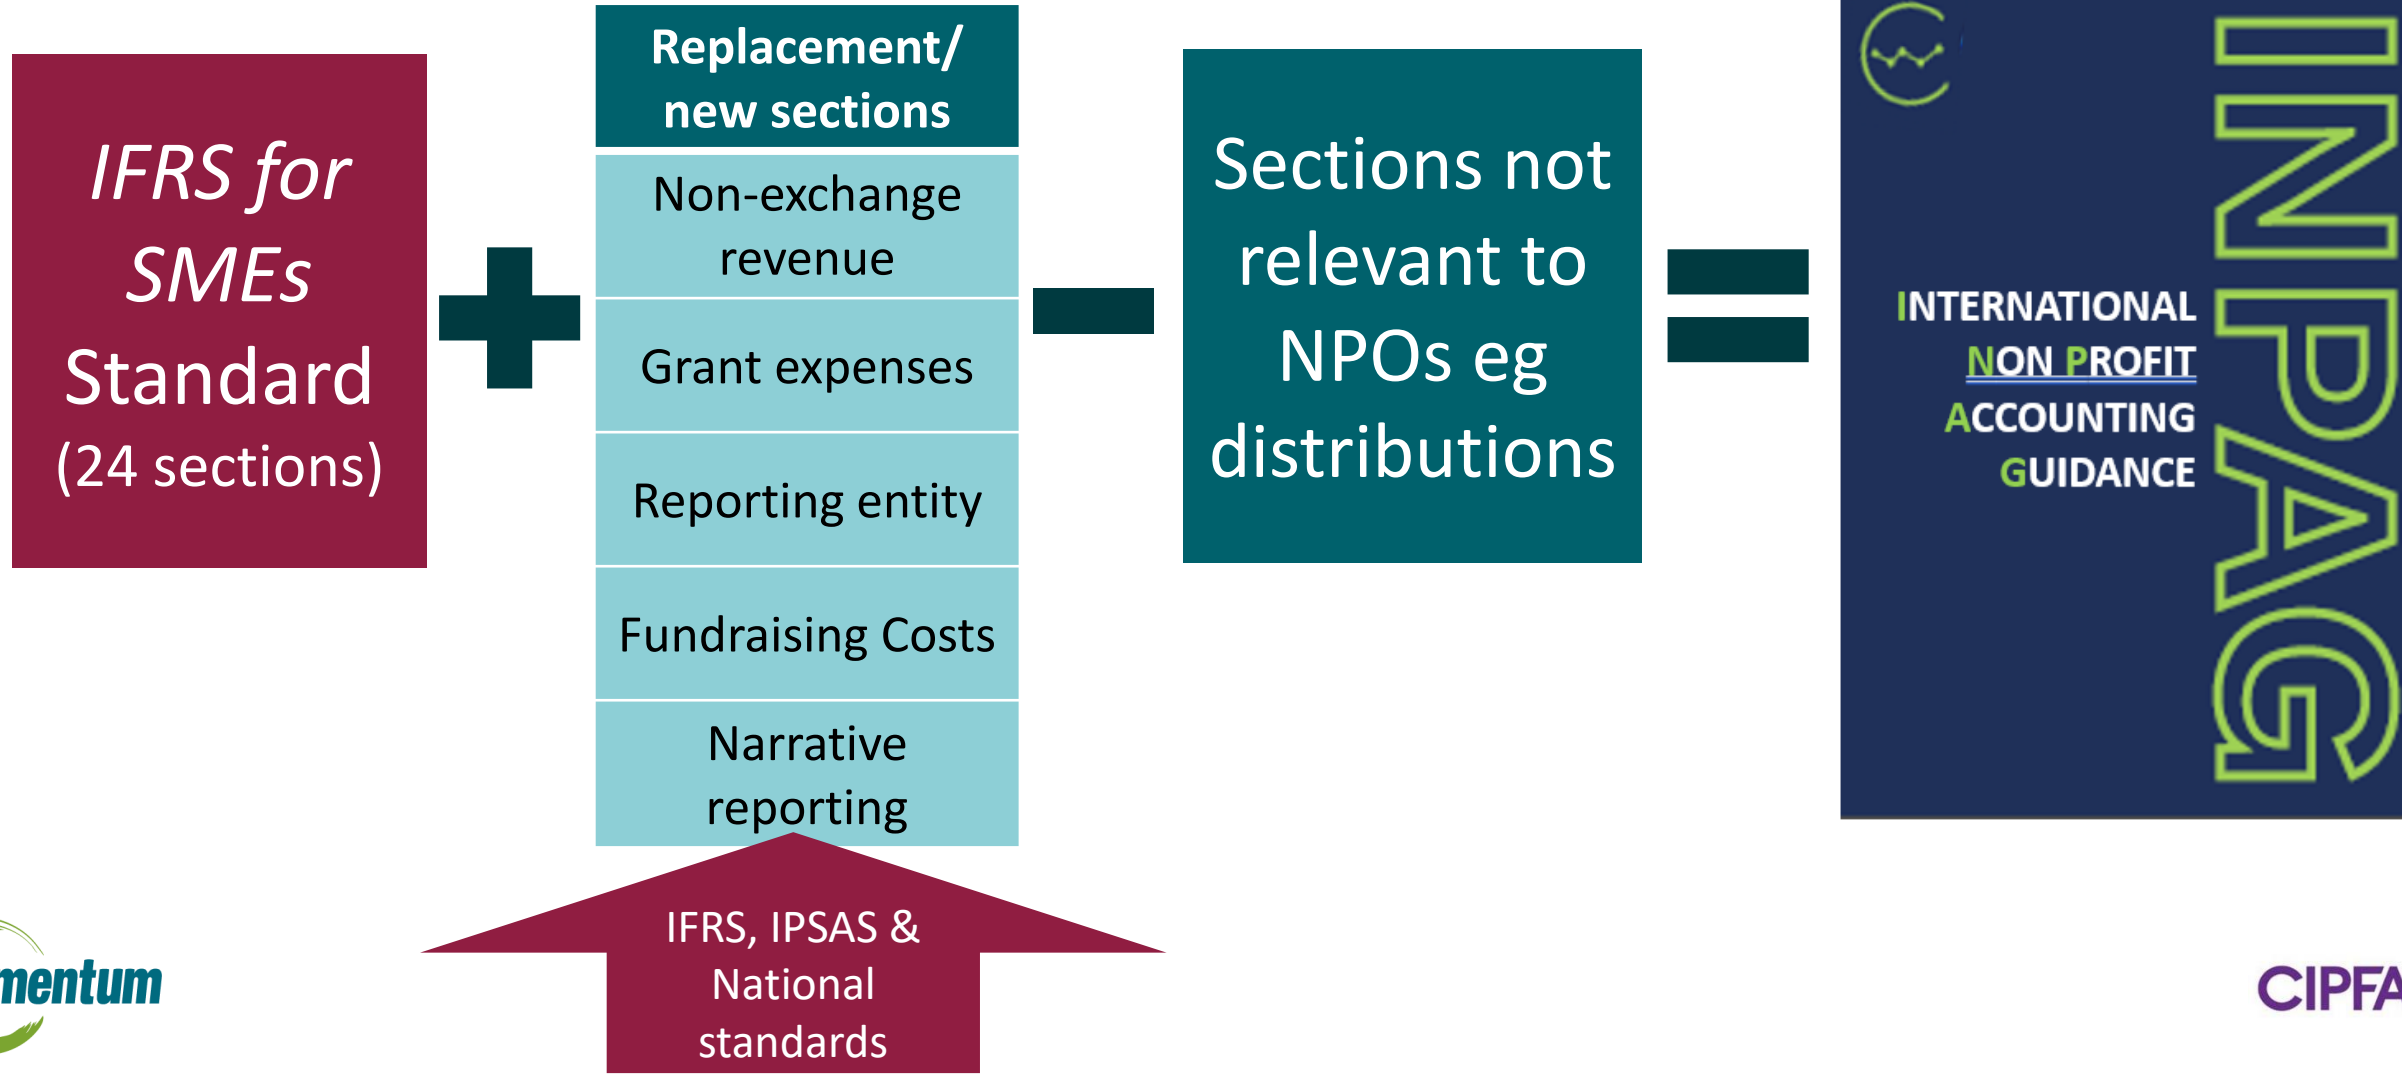 IFRS for
SMEs
Standard
(24 sections)
Replacement/
new sections
Non-exchange
revenue
Grant expenses
Reporting entity
Fundraising Costs
Narrative
reporting
IFRS, IPSAS &
National
standards
Sections not
relevant to
NPOs eg
distributions
INTERNATIONAL
NON PROFIT
ACCOUNTING
GUIDANCE
INPAG
mentum
CIPFA